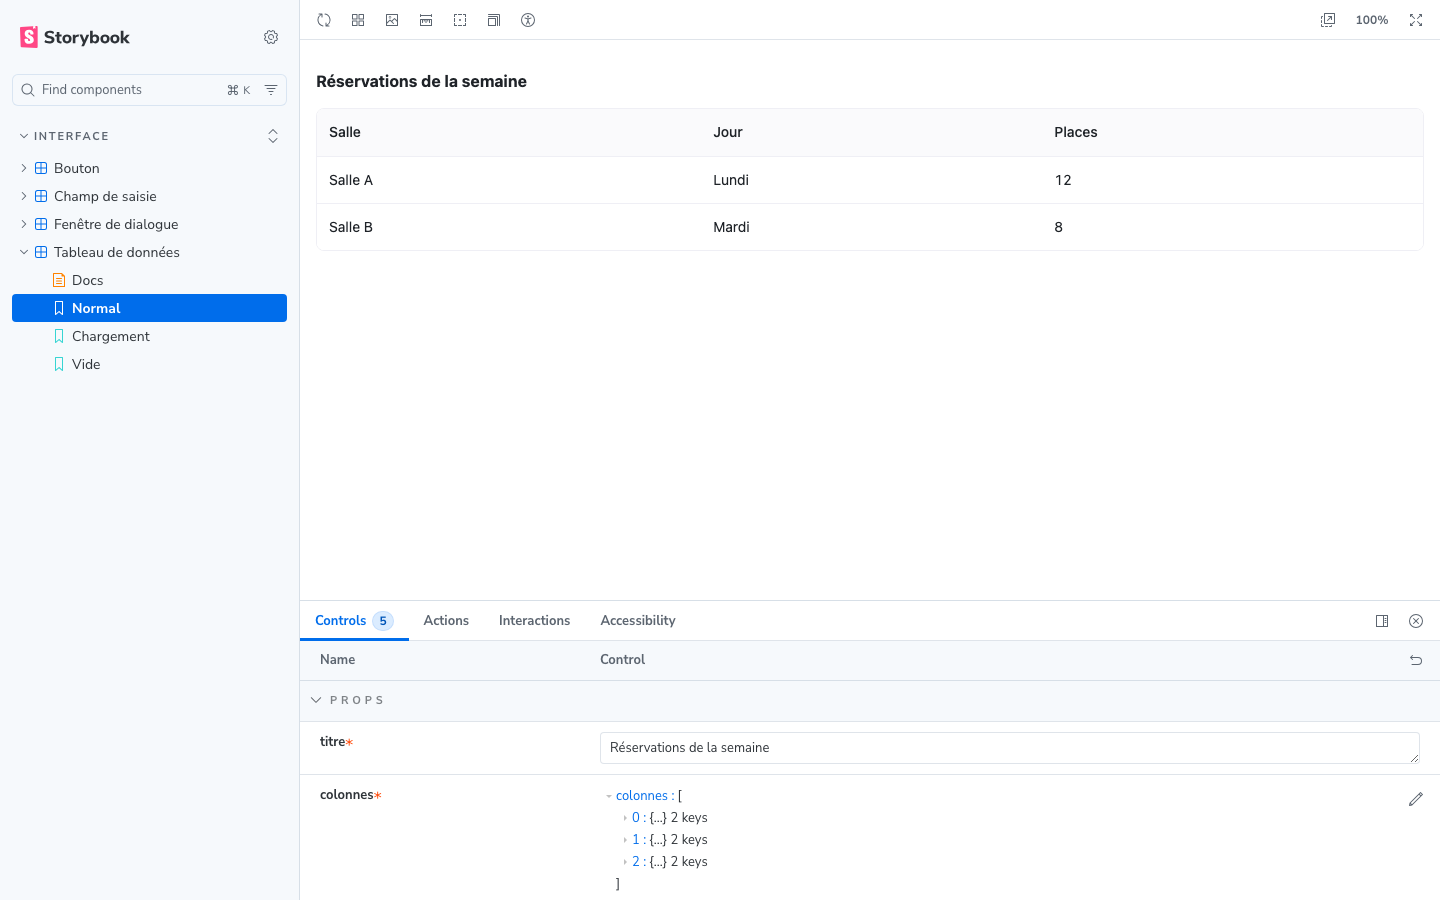 Storybook
Find components
⌘ K
INTERFACE
Bouton
Champ de saisie
Fenêtre de dialogue
Tableau de données
Docs
Normal
Chargement
Vide
100%
Réservations de la semaine
Salle Jour Places
Salle A Lundi 12
Salle B Mardi 8
Controls 5 Actions Interactions Accessibility
Name Control
PROPS
titre* Réservations de la semaine
colonnes* colonnes : [
0 : {...} 2 keys
1 : {...} 2 keys
2 : {...} 2 keys
]